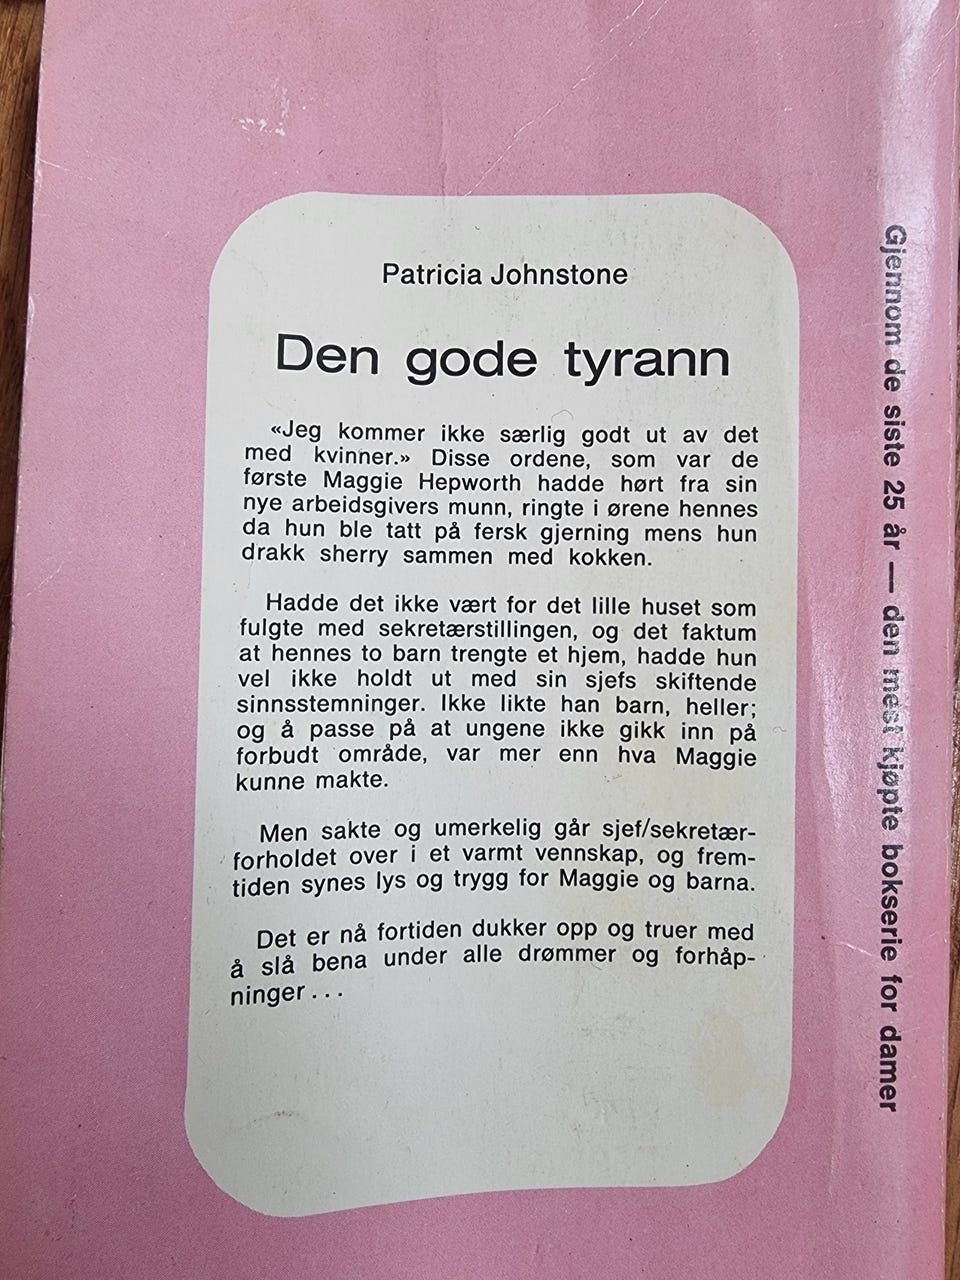 Patricia Johnstone
Den gode tyrann
«Jeg kommer ikke særlig godt ut av det
med kvinner.» Disse ordene, som var de
første Maggie Hepworth hadde hørt fra sin
nye arbeidsgivers munn, ringte i ørene hennes
da hun ble tatt på fersk gjerning mens hun
drakk sherry sammen med kokken.
Hadde det ikke vært for det lille huset som
fulgte med sekretærstillingen, og det faktum
at hennes to barn trengte et hjem, hadde hun
vel ikke holdt ut med sin sjefs skiftende
sinnsstemninger. Ikke likte han barn, heller;
og å passe på at ungene ikke gikk inn på
forbudt område, var mer enn hva Maggie
kunne makte.
Men sakte og umerkelig går sjef/sekretær-
forholdet over i et varmt vennskap, og frem-
tiden synes lys og trygg for Maggie og barna.
Det er nå fortiden dukker opp og truer med
å slå bena under alle drømmer og forhåp-
ninger . . .
Gjennom de siste 25 år — den mest kjøpte bokserie for damer